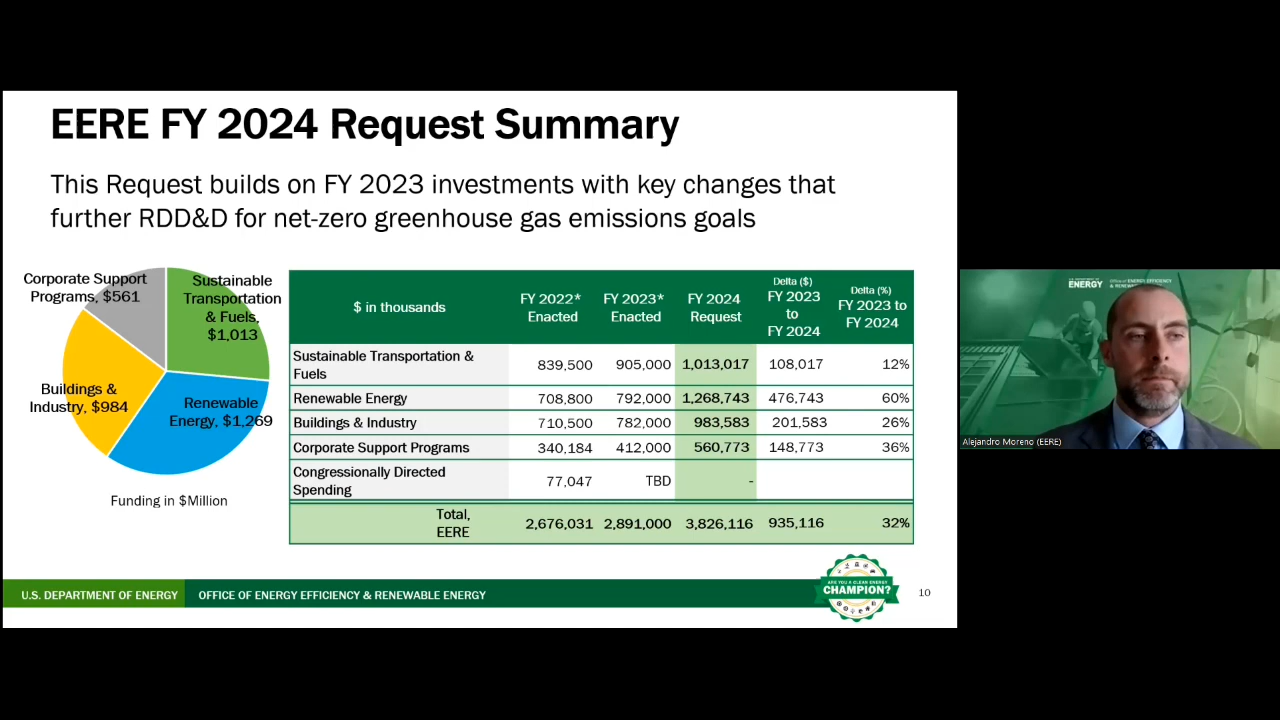 EERE FY 2024 Request Summary
This Request builds on FY 2023 investments with key changes that
further RDD&D for net-zero greenhouse gas emissions goals
Corporate Support
Programs, $561
Sustainable
Transportation
& Fuels,
$1,013
Buildings &
Industry, $984
Renewable
Energy, $1,269
Funding in $Million
$ in thousands
FY 2022*
Enacted
FY 2023*
Enacted
FY 2024
Request
Delta ($)
FY 2023
to
FY 2024
Delta (%)
FY 2023 to
FY 2024
Sustainable Transportation &
Fuels
839,500 905,000 1,013,017 108,017 12%
Renewable Energy 708,800 792,000 1,268,743 476,743 60%
Buildings & Industry 710,500 782,000 983,583 201,583 26%
Corporate Support Programs 340,184 412,000 560,773 148,773 36%
Congressionally Directed
Spending
77,047 TBD -
Total,
EERE
2,676,031 2,891,000 3,826,116 935,116 32%
U.S. DEPARTMENT OF ENERGY OFFICE OF ENERGY EFFICIENCY & RENEWABLE ENERGY
ARE YOU A CLEAN ENERGY
CHAMPION?
10
ENERGY
Alejandro Moreno (EERE)